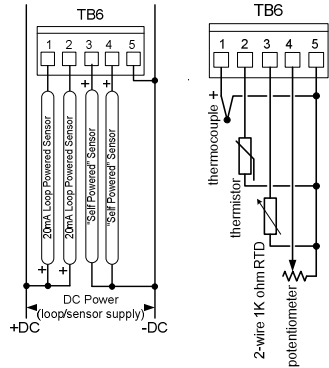 TB6
1 2 3 4 5
+ +
20mA Loop Powered Sensor
20mA Loop Powered Sensor
"Self Powered" Sensor
"Self Powered" Sensor
+ +
DC Power
(loop/sensor supply)
+DC -DC
TB6
1 2 3 4 5
thermocouple +
thermistor
2-wire 1K ohm RTD
potentiometer